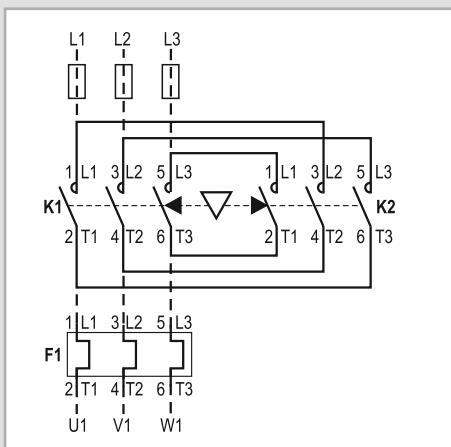 L1 L2 L3
1 L1 3 L2 5 L3 1 L1 3 L2 5 L3
K1 K2
2 T1 4 T2 6 T3 2 T1 4 T2 6 T3
1 L1 3 L2 5 L3
F1
2 T1 4 T2 6 T3
U1 V1 W1